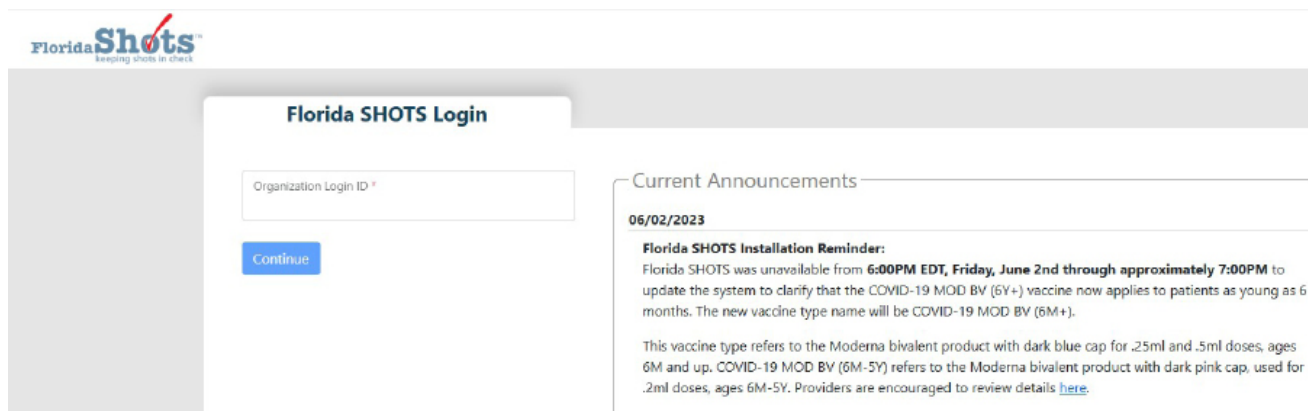 Florida Shots™
keeping shots in check
Florida SHOTS Login
Organization Login ID *
Continue
Current Announcements
06/02/2023
Florida SHOTS Installation Reminder:
Florida SHOTS was unavailable from 6:00PM EDT, Friday, June 2nd through approximately 7:00PM to
update the system to clarify that the COVID-19 MOD BV (6Y+) vaccine now applies to patients as young as 6
months. The new vaccine type name will be COVID-19 MOD BV (6M+).
This vaccine type refers to the Moderna bivalent product with dark blue cap for .25ml and .5ml doses, ages
6M and up. COVID-19 MOD BV (6M-5Y) refers to the Moderna bivalent product with dark pink cap, used for
.2ml doses, ages 6M-5Y. Providers are encouraged to review details here.